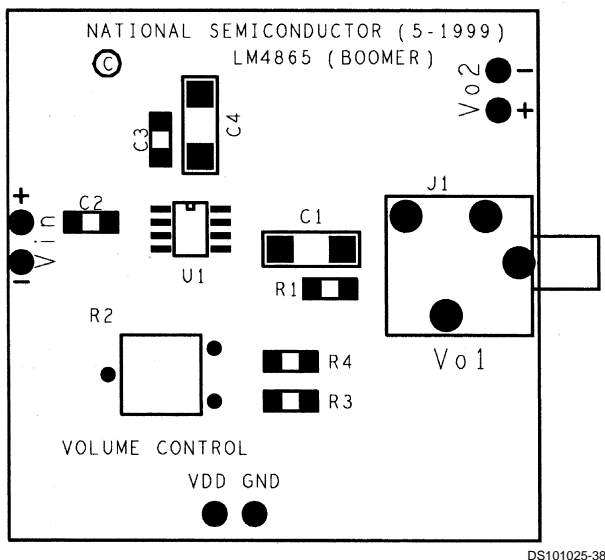 NATIONAL SEMICONDUCTOR (5-1999)
LM4865 (BOOMER)
©
Vo2
-
+
C4
C3
J1
+
Vin
-
C2
C1
U1
R1
R2
Vo1
R4
R3
VOLUME CONTROL
VDD GND
DS101025-38